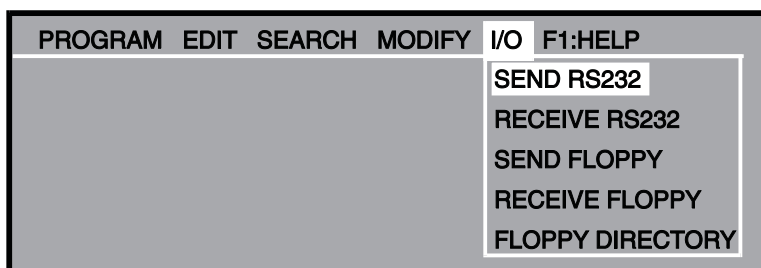 PROGRAM EDIT SEARCH MODIFY I/O F1:HELP
SEND RS232
RECEIVE RS232
SEND FLOPPY
RECEIVE FLOPPY
FLOPPY DIRECTORY